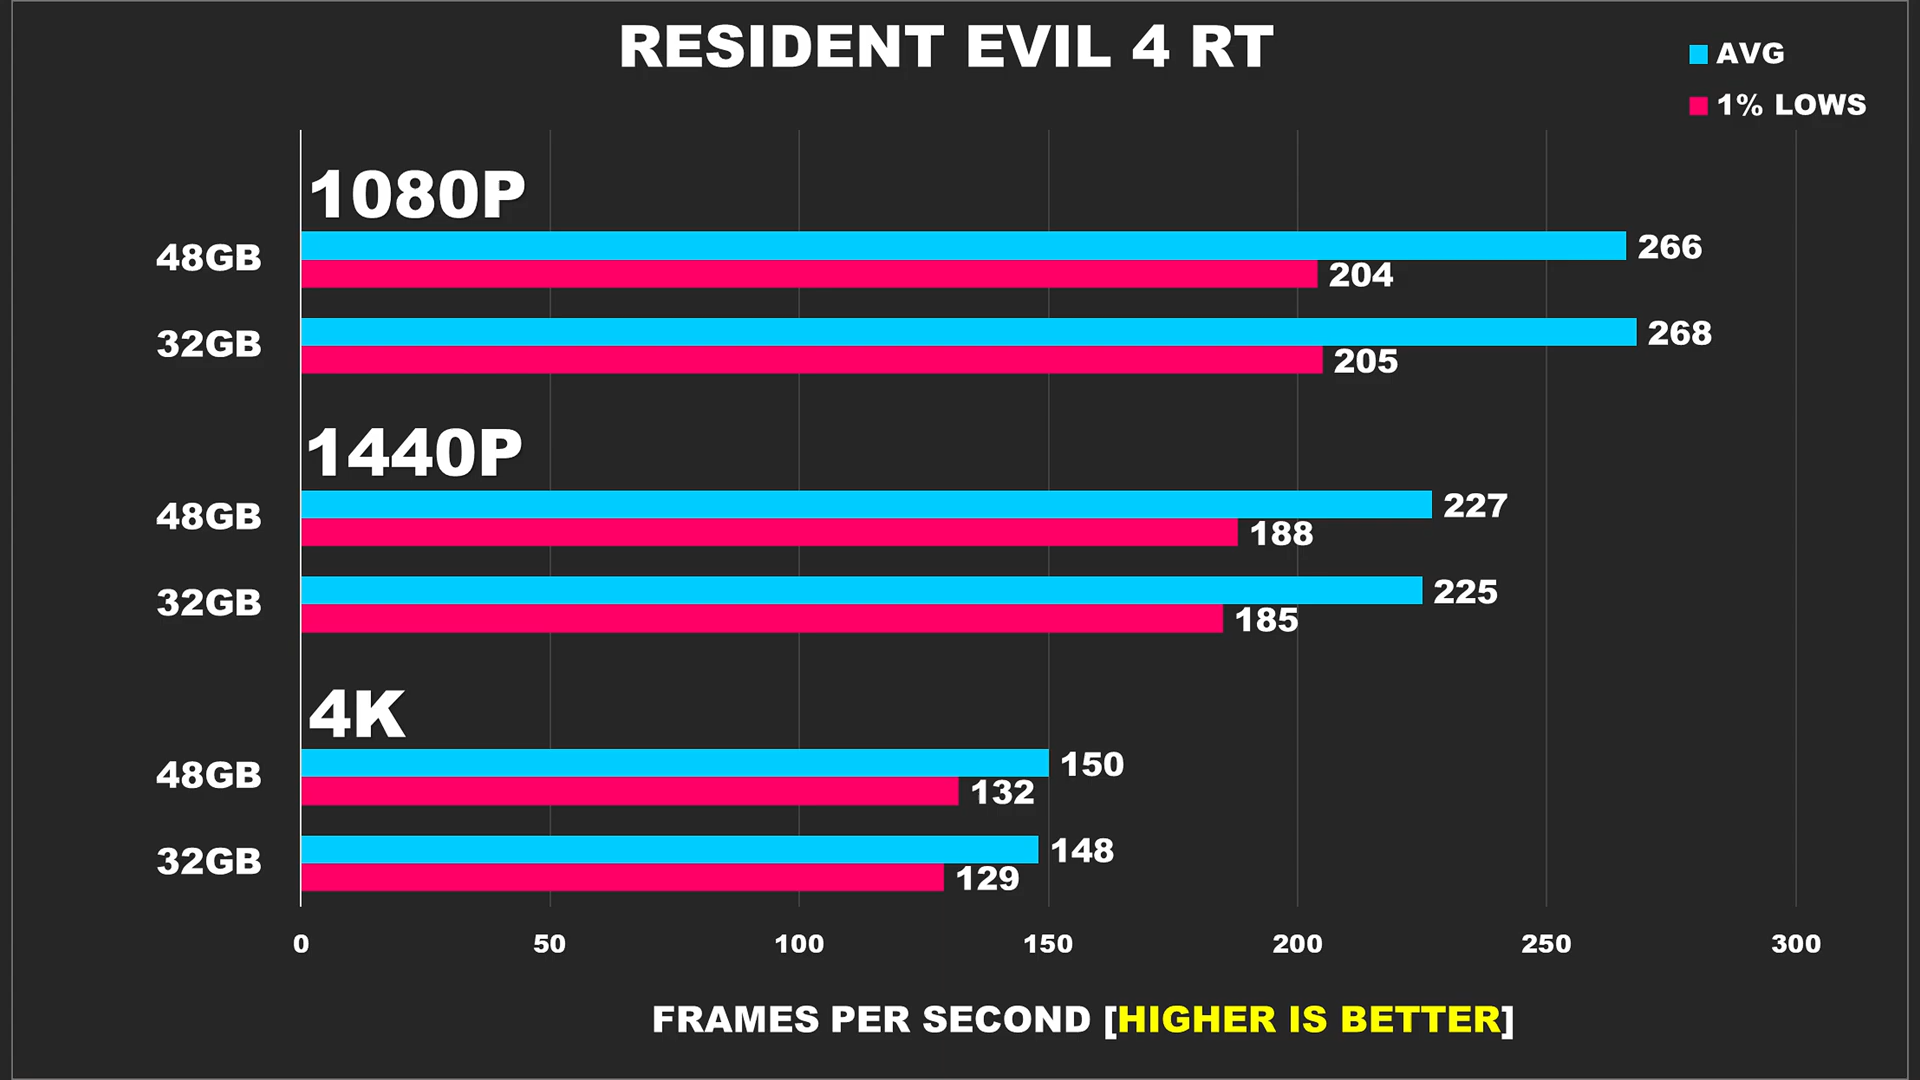 RESIDENT EVIL 4 RT
AVG
1% LOWS
1080P
48GB
266
204
32GB
268
205
1440P
48GB
227
188
32GB
225
185
4K
48GB
150
132
32GB
148
129
0 50 100 150 200 250 300
FRAMES PER SECOND [HIGHER IS BETTER]